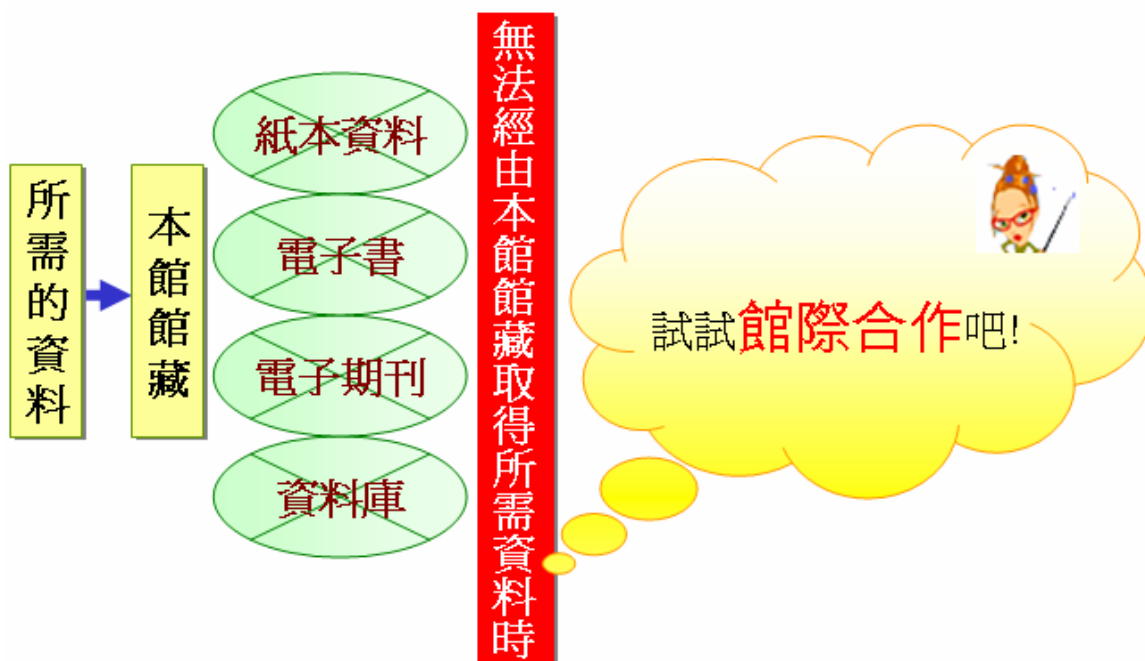 所需的資料
本館館藏
紙本資料
電子書
電子期刊
資料庫
無法經由本館館藏取得所需資料時
試試館際合作吧!